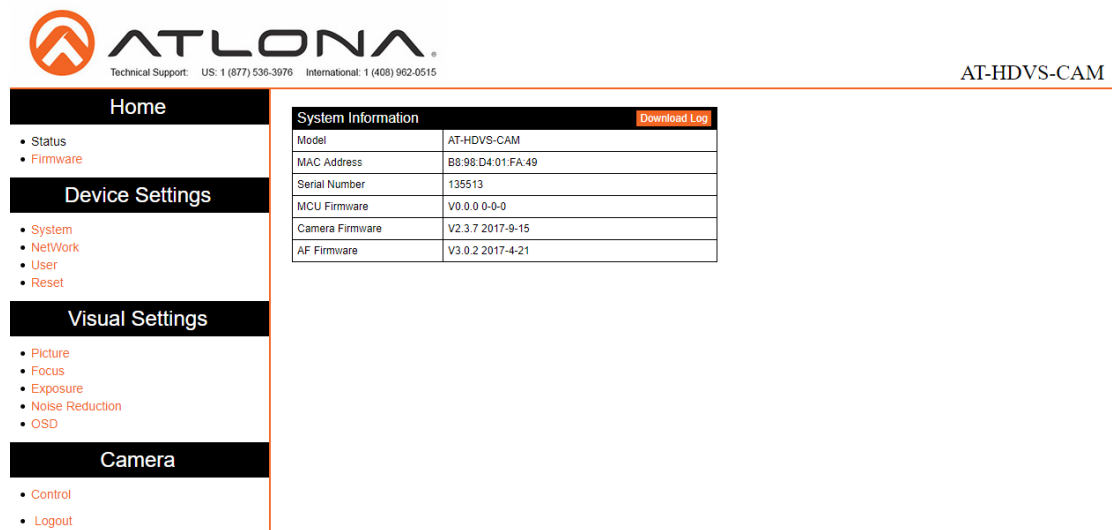 ATLONA.
Technical Support: US: 1 (877) 536-3976 International: 1 (408) 962-0515
AT-HDVS-CAM
Home
Status
Firmware
Device Settings
System
NetWork
User
Reset
Visual Settings
Picture
Focus
Exposure
Noise Reduction
OSD
Camera
Control
Logout
System Information Download Log
Model AT-HDVS-CAM
MAC Address B8:98:D4:01:FA:49
Serial Number 135513
MCU Firmware V0.0.0 0-0-0
Camera Firmware V2.3.7 2017-9-15
AF Firmware V3.0.2 2017-4-21